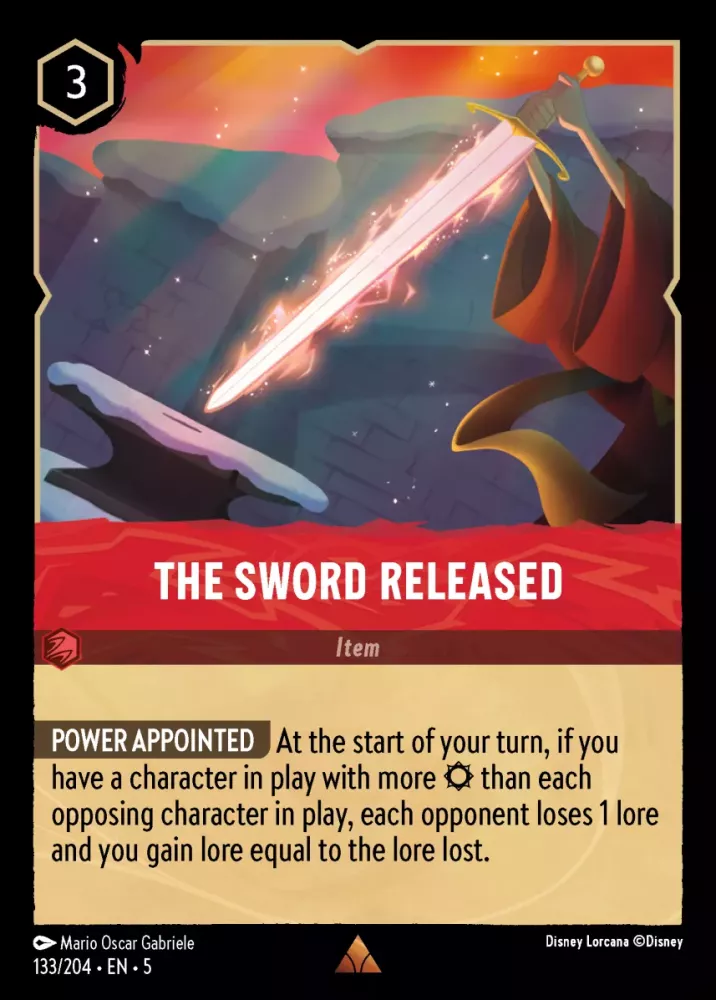 3
THE SWORD RELEASED
Item
POWER APPOINTED At the start of your turn, if you
have a character in play with more than each
opposing character in play, each opponent loses 1 lore
and you gain lore equal to the lore lost.
Mario Oscar Gabriele
Disney Lorcana ©Disney
133/204 • EN • 5